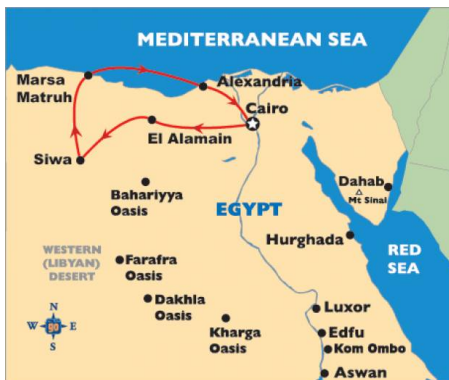 MEDITERRANEAN SEA
Marsa
Matruh
Alexandria
Cairo
El Alamain
Siwa
Bahariyya
Oasis
EGYPT
Dahab
Mt Sinai
Hurghada
RED
SEA
WESTERN
(LIBYAN)
DESERT
Farafra
Oasis
Dakhla
Oasis
Kharga
Oasis
Luxor
Edfu
Kom Ombo
Aswan
N
W
E
S